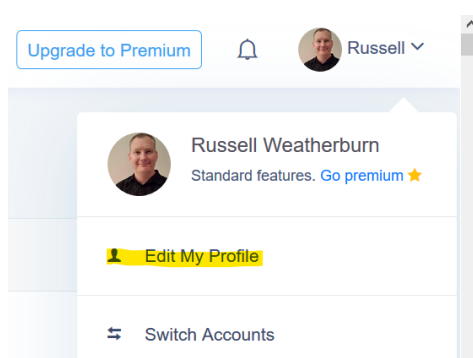 Upgrade to Premium
Russell
Russell Weatherburn
Standard features. Go premium
Edit My Profile
Switch Accounts